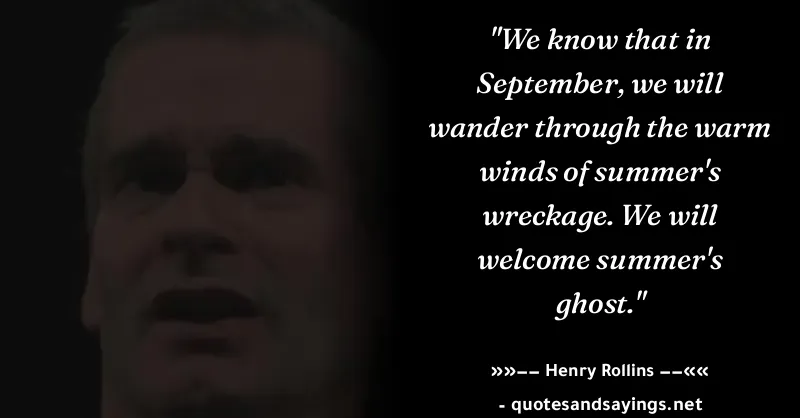 "We know that in
September, we will
wander through the warm
winds of summer's
wreckage. We will
welcome summer's
ghost."
»»–– Henry Rollins ––««
- quotesandsayings.net